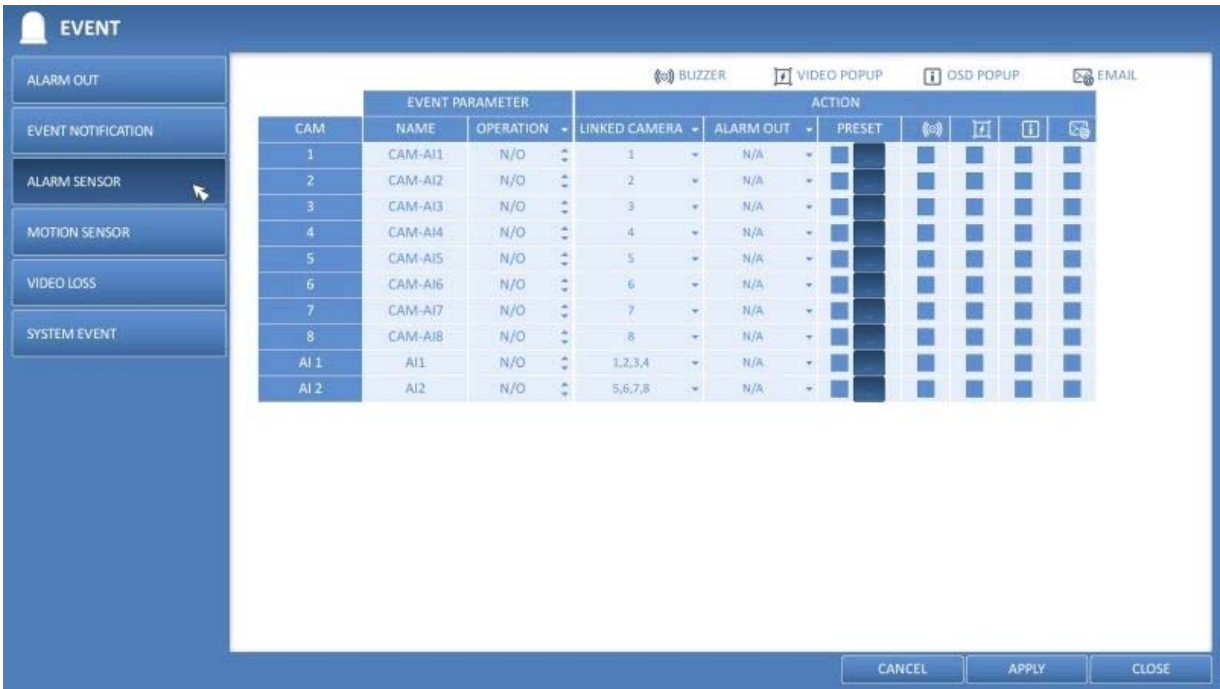 EVENT
ALARM OUT
EVENT NOTIFICATION
ALARM SENSOR
MOTION SENSOR
VIDEO LOSS
SYSTEM EVENT
BUZZER VIDEO POPUP OSD POPUP EMAIL
EVENT PARAMETER ACTION
CAM NAME OPERATION LINKED CAMERA ALARM OUT PRESET
1 CAM-AI1 N/O 1 N/A
2 CAM-AI2 N/O 2 N/A
3 CAM-AI3 N/O 3 N/A
4 CAM-AI4 N/O 4 N/A
5 CAM-AI5 N/O 5 N/A
6 CAM-AI6 N/O 6 N/A
7 CAM-AI7 N/O 7 N/A
8 CAM-AI8 N/O 8 N/A
AI 1 AI1 N/O 1,2,3,4 N/A
AI 2 AI2 N/O 5,6,7,8 N/A
CANCEL APPLY CLOSE